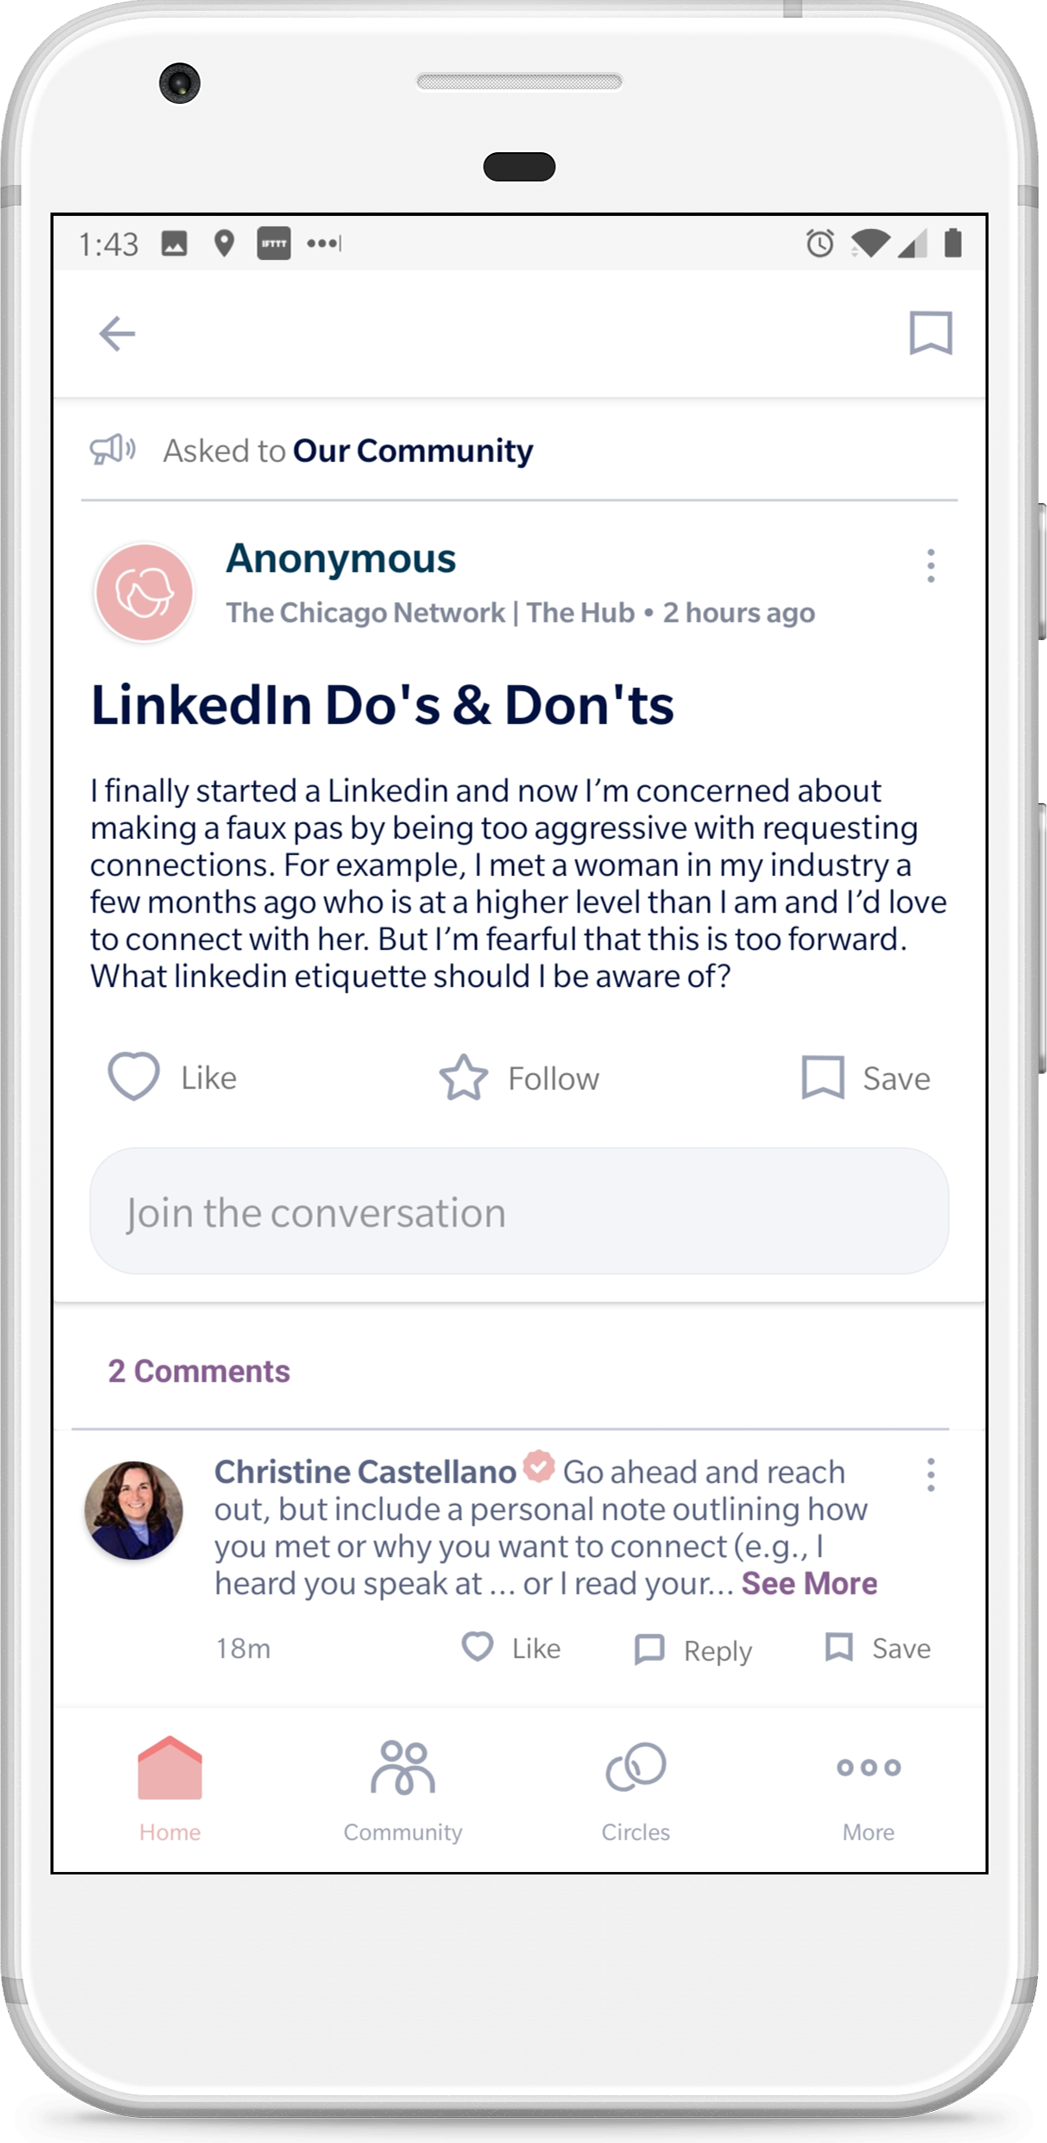 1:43
IFTTT
Asked to Our Community
Anonymous
The Chicago Network | The Hub • 2 hours ago
LinkedIn Do's & Don'ts
I finally started a Linkedin and now I’m concerned about
making a faux pas by being too aggressive with requesting
connections. For example, I met a woman in my industry a
few months ago who is at a higher level than I am and I’d love
to connect with her. But I’m fearful that this is too forward.
What linkedin etiquette should I be aware of?
Like
Follow
Save
Join the conversation
2 Comments
Christine Castellano Go ahead and reach
out, but include a personal note outlining how
you met or why you want to connect (e.g., I
heard you speak at ... or I read your... See More
18m
Like
Reply
Save
Home
Community
Circles
More